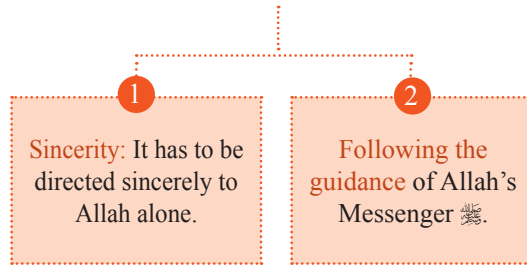 1
Sincerity: It has to be
directed sincerely to
Allah alone.
2
Following the
guidance of Allah’s
Messenger ﷺ.